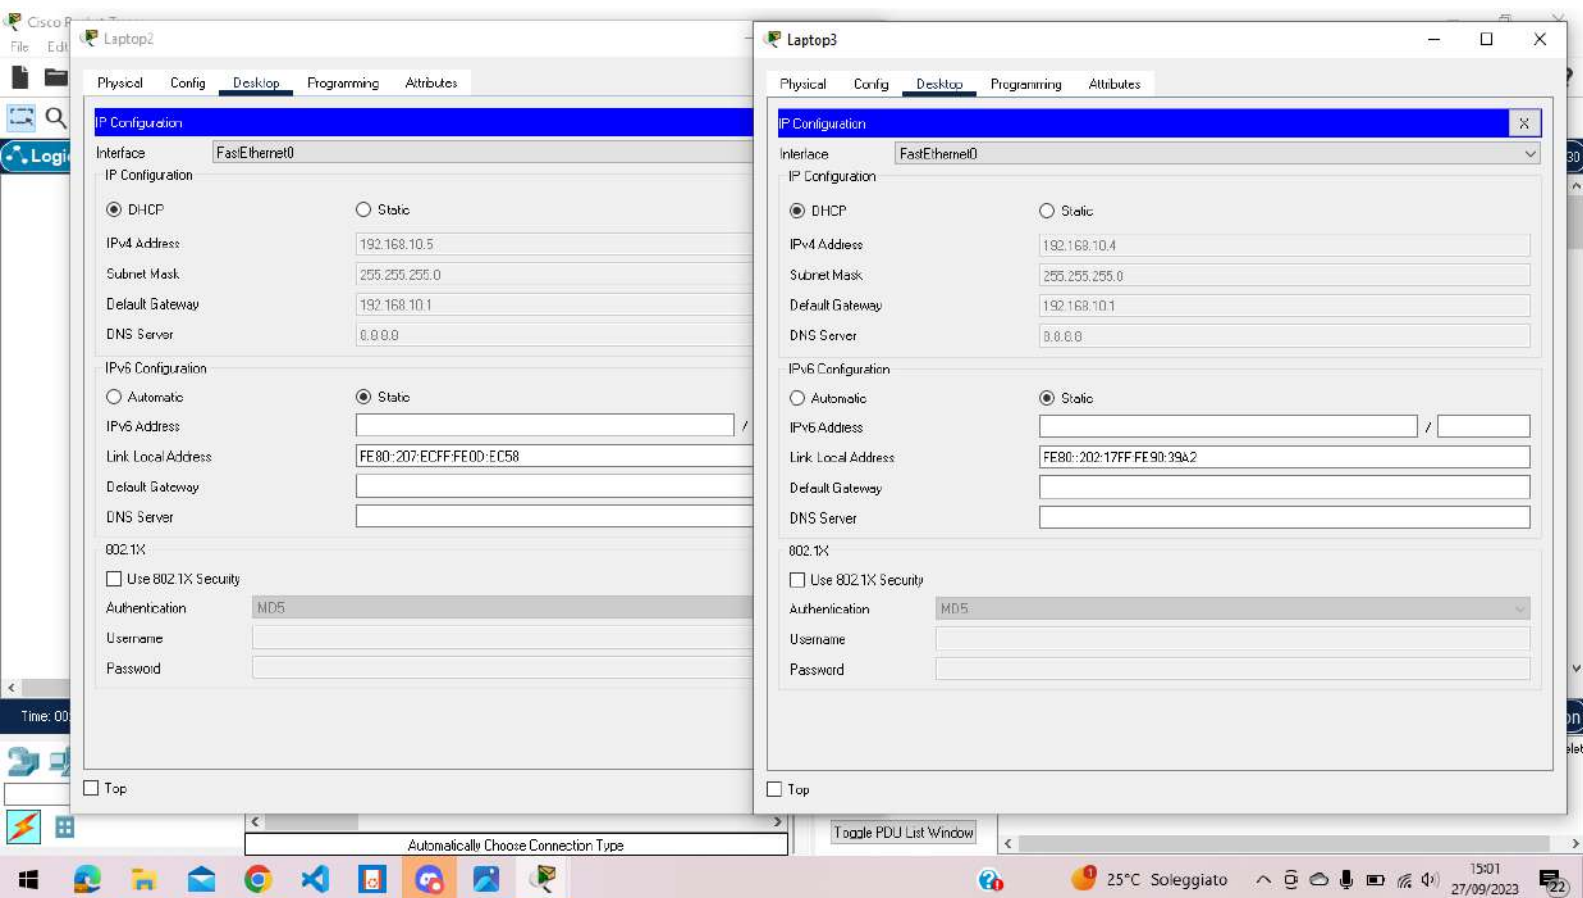 Cisco
Laptop2
Laptop3
File Edit
Physical Config Desktop Programming Attributes
Physical Config Desktop Programming Attributes
IP Configuration
IP Configuration X
Logi
Interface FastEthernet0
Interface FastEthernet0
IP Configuration
IP Configuration
DHCP Static
DHCP Static
IPv4 Address 192.168.10.5
IPv4 Address 192.168.10.4
Subnet Mask 255.255.255.0
Subnet Mask 255.255.255.0
Default Gateway 192.168.10.1
Default Gateway 192.168.10.1
DNS Server 8.8.8.8
DNS Server 8.8.8.8
IPv6 Configuration
IPv6 Configuration
Automatic Static
Automatic Static
IPv6 Address /
IPv6 Address /
Link Local Address FE80::207:ECFF:FE0D:EC58
Link Local Address FE80::202:17FF:FE90:39A2
Default Gateway
Default Gateway
DNS Server
DNS Server
802.1X
802.1X
Use 802.1X Security
Use 802.1X Security
Authentication MD5
Authentication MD5
Username
Username
Password
Password
Time: 00:
Top
Top
Toggle PDU List Window
Automatically Choose Connection Type
25°C Soleggiato
15:01
27/09/2023
22